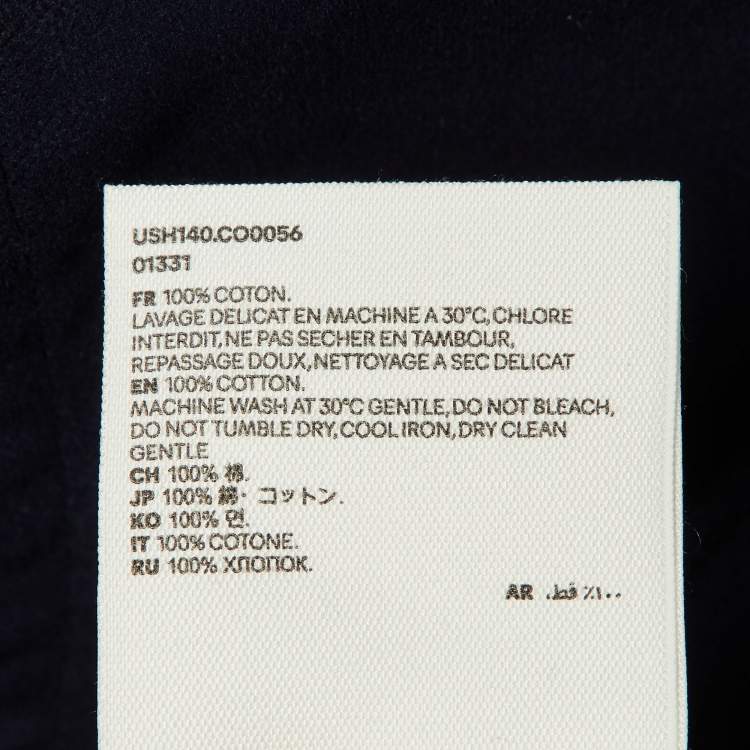 USH140.CO0056
01331
FR 100% COTON.
LAVAGE DELICAT EN MACHINE A 30°C, CHLORE
INTERDIT, NE PAS SECHER EN TAMBOUR,
REPASSAGE DOUX, NETTOYAGE A SEC DELICAT
EN 100% COTTON.
MACHINE WASH AT 30°C GENTLE, DO NOT BLEACH,
DO NOT TUMBLE DRY, COOL IRON, DRY CLEAN
GENTLE
CH 100% 棉.
JP 100% 綿・コットン.
KO 100% 면.
IT 100% COTONE.
RU 100% ХЛОПОК.
AR .قطن ٪١٠٠